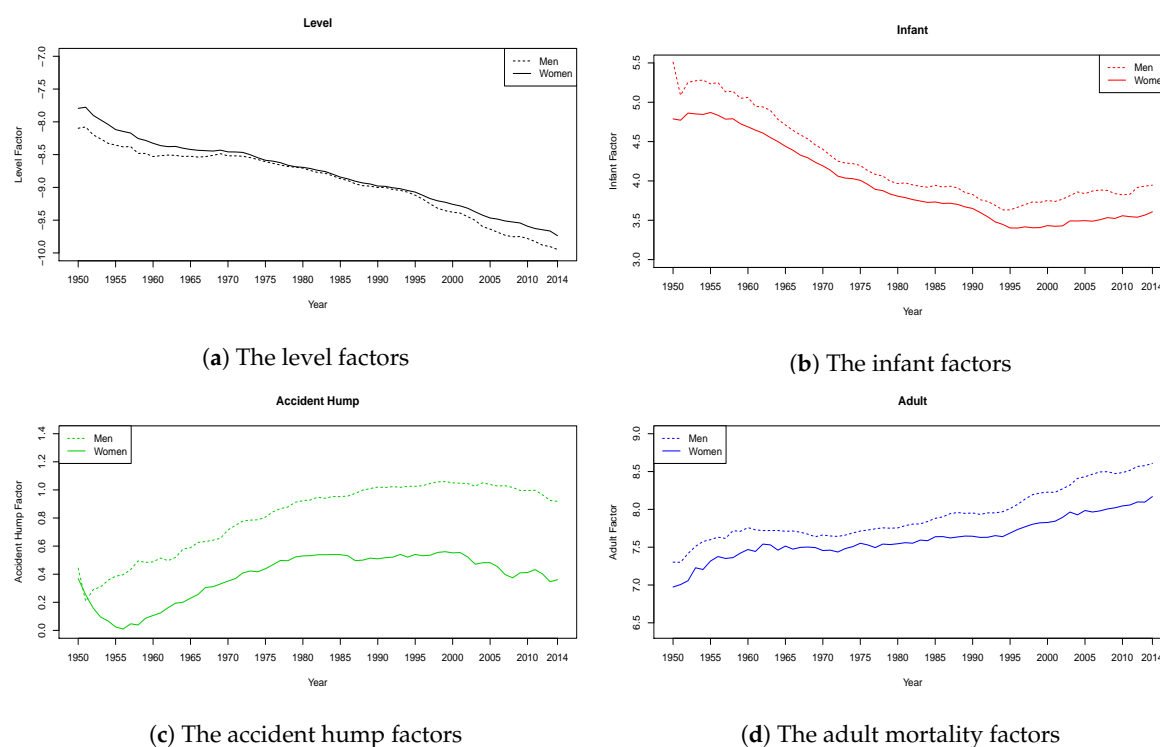 Level
−7.0
−7.5
−8.0
−8.5
−9.0
−9.5
−10.0
Level Factor
Men
Women
1950 1955 1960 1965 1970 1975 1980 1985 1990 1995 2000 2005 2010 2014
Year
(a) The level factors
Infant
5.5
5.0
4.5
4.0
3.5
3.0
Infant Factor
Men
Women
1950 1955 1960 1965 1970 1975 1980 1985 1990 1995 2000 2005 2010 2014
Year
(b) The infant factors
Accident Hump
1.4
1.2
1.0
0.8
0.6
0.4
0.2
0.0
Accident Hump Factor
Men
Women
1950 1955 1960 1965 1970 1975 1980 1985 1990 1995 2000 2005 2010 2014
Year
(c) The accident hump factors
Adult
9.0
8.5
8.0
7.5
7.0
6.5
Adult Factor
Men
Women
1950 1955 1960 1965 1970 1975 1980 1985 1990 1995 2000 2005 2010 2014
Year
(d) The adult mortality factors